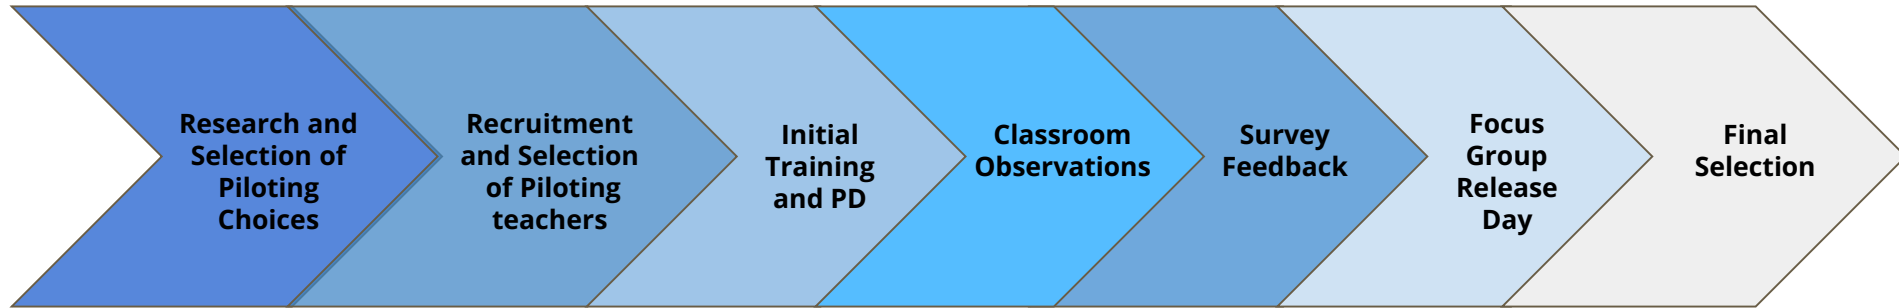 Research and
Selection of
Piloting
Choices
Recruitment
and Selection
of Piloting
teachers
Initial
Training
and PD
Classroom
Observations
Survey
Feedback
Focus
Group
Release
Day
Final
Selection